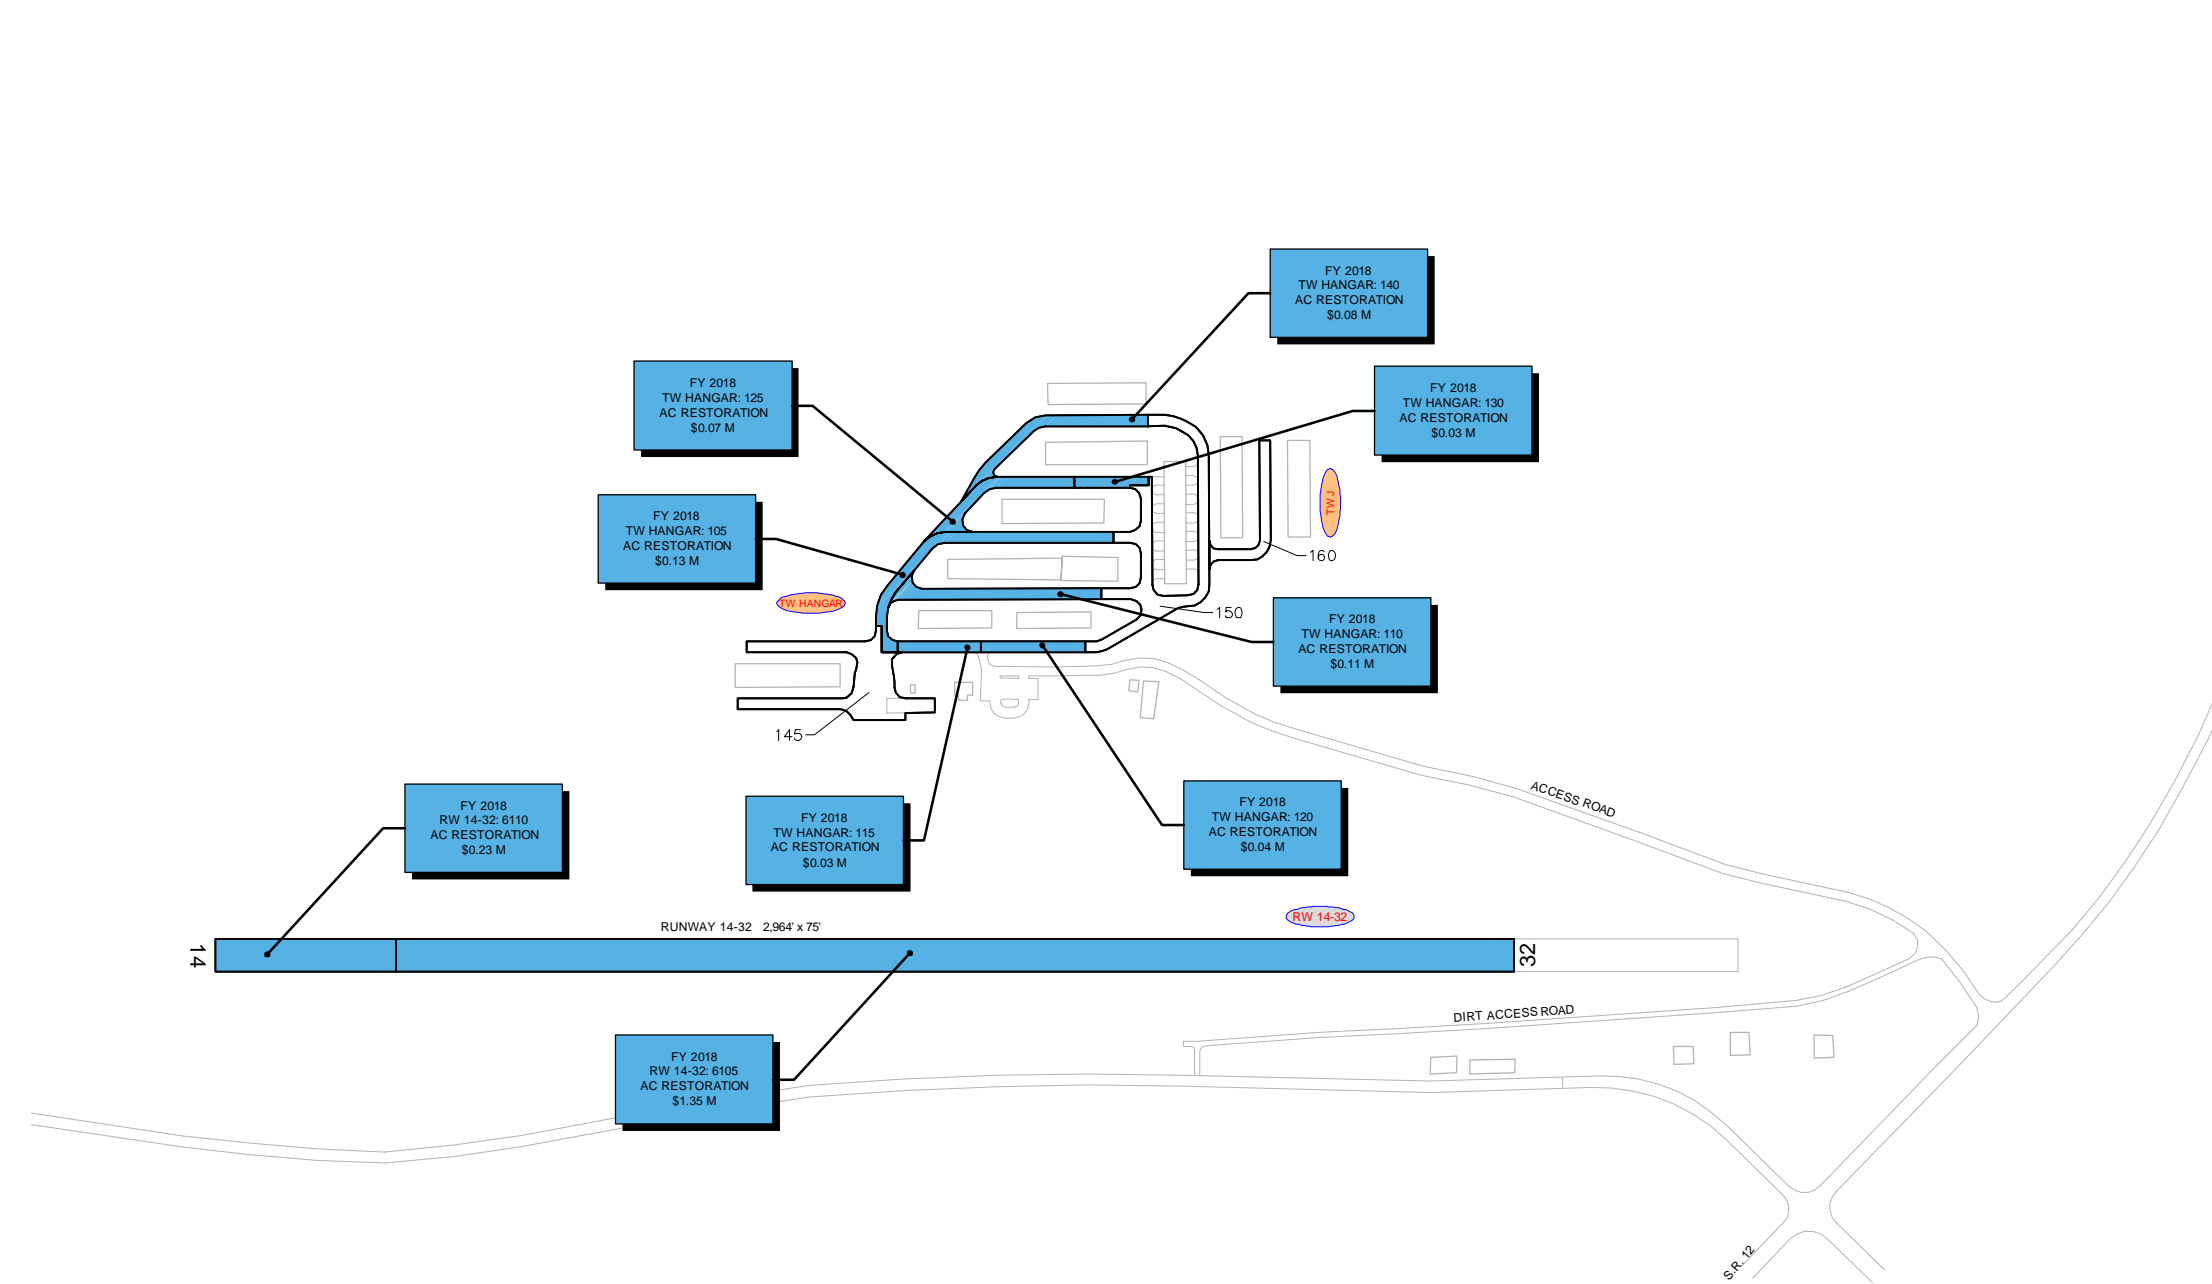 FY 2018
TW HANGAR: 140
AC RESTORATION
$0.08 M
FY 2018
TW HANGAR: 125
AC RESTORATION
$0.07 M
FY 2018
TW HANGAR: 130
AC RESTORATION
$0.03 M
FY 2018
TW HANGAR: 105
AC RESTORATION
$0.13 M
TW J
160
TW HANGAR
150
FY 2018
TW HANGAR: 110
AC RESTORATION
$0.11 M
145
FY 2018
RW 14-32: 6110
AC RESTORATION
$0.23 M
FY 2018
TW HANGAR: 115
AC RESTORATION
$0.03 M
FY 2018
TW HANGAR: 120
AC RESTORATION
$0.04 M
ACCESS ROAD
RUNWAY 14-32 2,964' x 75'
RW 14-32
14
32
DIRT ACCESS ROAD
FY 2018
RW 14-32: 6105
AC RESTORATION
$1.35 M
S.R. 12